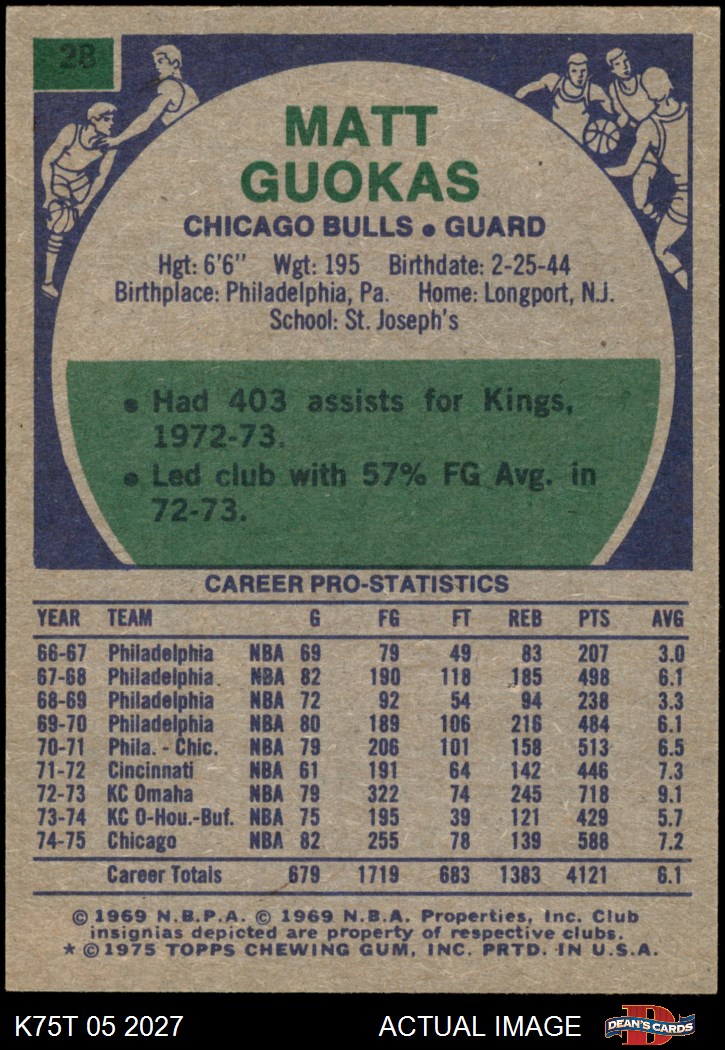 28
MATT
GUOKAS
CHICAGO BULLS • GUARD
Hgt: 6'6" Wgt: 195 Birthdate: 2-25-44
Birthplace: Philadelphia, Pa. Home: Longport, N.J.
School: St. Joseph's
• Had 403 assists for Kings,
1972-73.
• Led club with 57% FG Avg. in
72-73.
CAREER PRO-STATISTICS
YEAR TEAM G FG FT REB PTS AVG
66-67 Philadelphia NBA 69 79 49 83 207 3.0
67-68 Philadelphia NBA 82 190 118 185 498 6.1
68-69 Philadelphia NBA 72 92 54 94 238 3.3
69-70 Philadelphia NBA 80 189 106 216 484 6.1
70-71 Phila. - Chic. NBA 79 206 101 158 513 6.5
71-72 Cincinnati NBA 61 191 64 142 446 7.3
72-73 KC Omaha NBA 79 322 74 245 718 9.1
73-74 KC O-Hou.-Buf. NBA 75 195 39 121 429 5.7
74-75 Chicago NBA 82 255 78 139 588 7.2
Career Totals 679 1719 683 1383 4121 6.1
© 1969 N.B.P.A. © 1969 N.B.A. Properties, Inc. Club
insignias depicted are property of respective clubs.
* © 1975 TOPPS CHEWING GUM, INC. PRTD. IN U.S.A.
K75T 05 2027 ACTUAL IMAGE DEAN'S CARDS